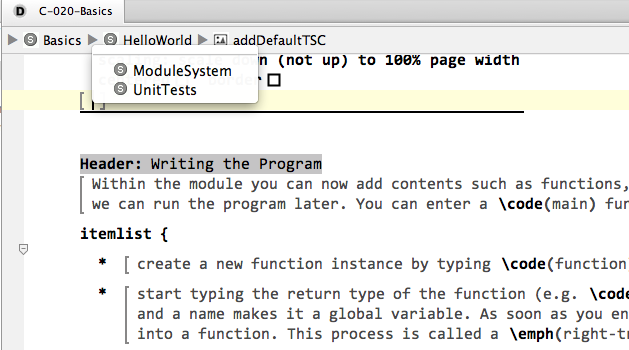 D C-020-Basics
S Basics S HelloWorld addDefaultTSC
(not up) to 100% page width
S ModuleSystem
S UnitTests
[ ]
Header: Writing the Program
Within the module you can now add contents such as functions,
we can run the program later. You can enter a \code(main) fun
itemlist {
* [ create a new function instance by typing \code(function
* start typing the return type of the function (e.g. \code
and a name makes it a global variable. As soon as you en
into a function. This process is called a \emph(right-tr